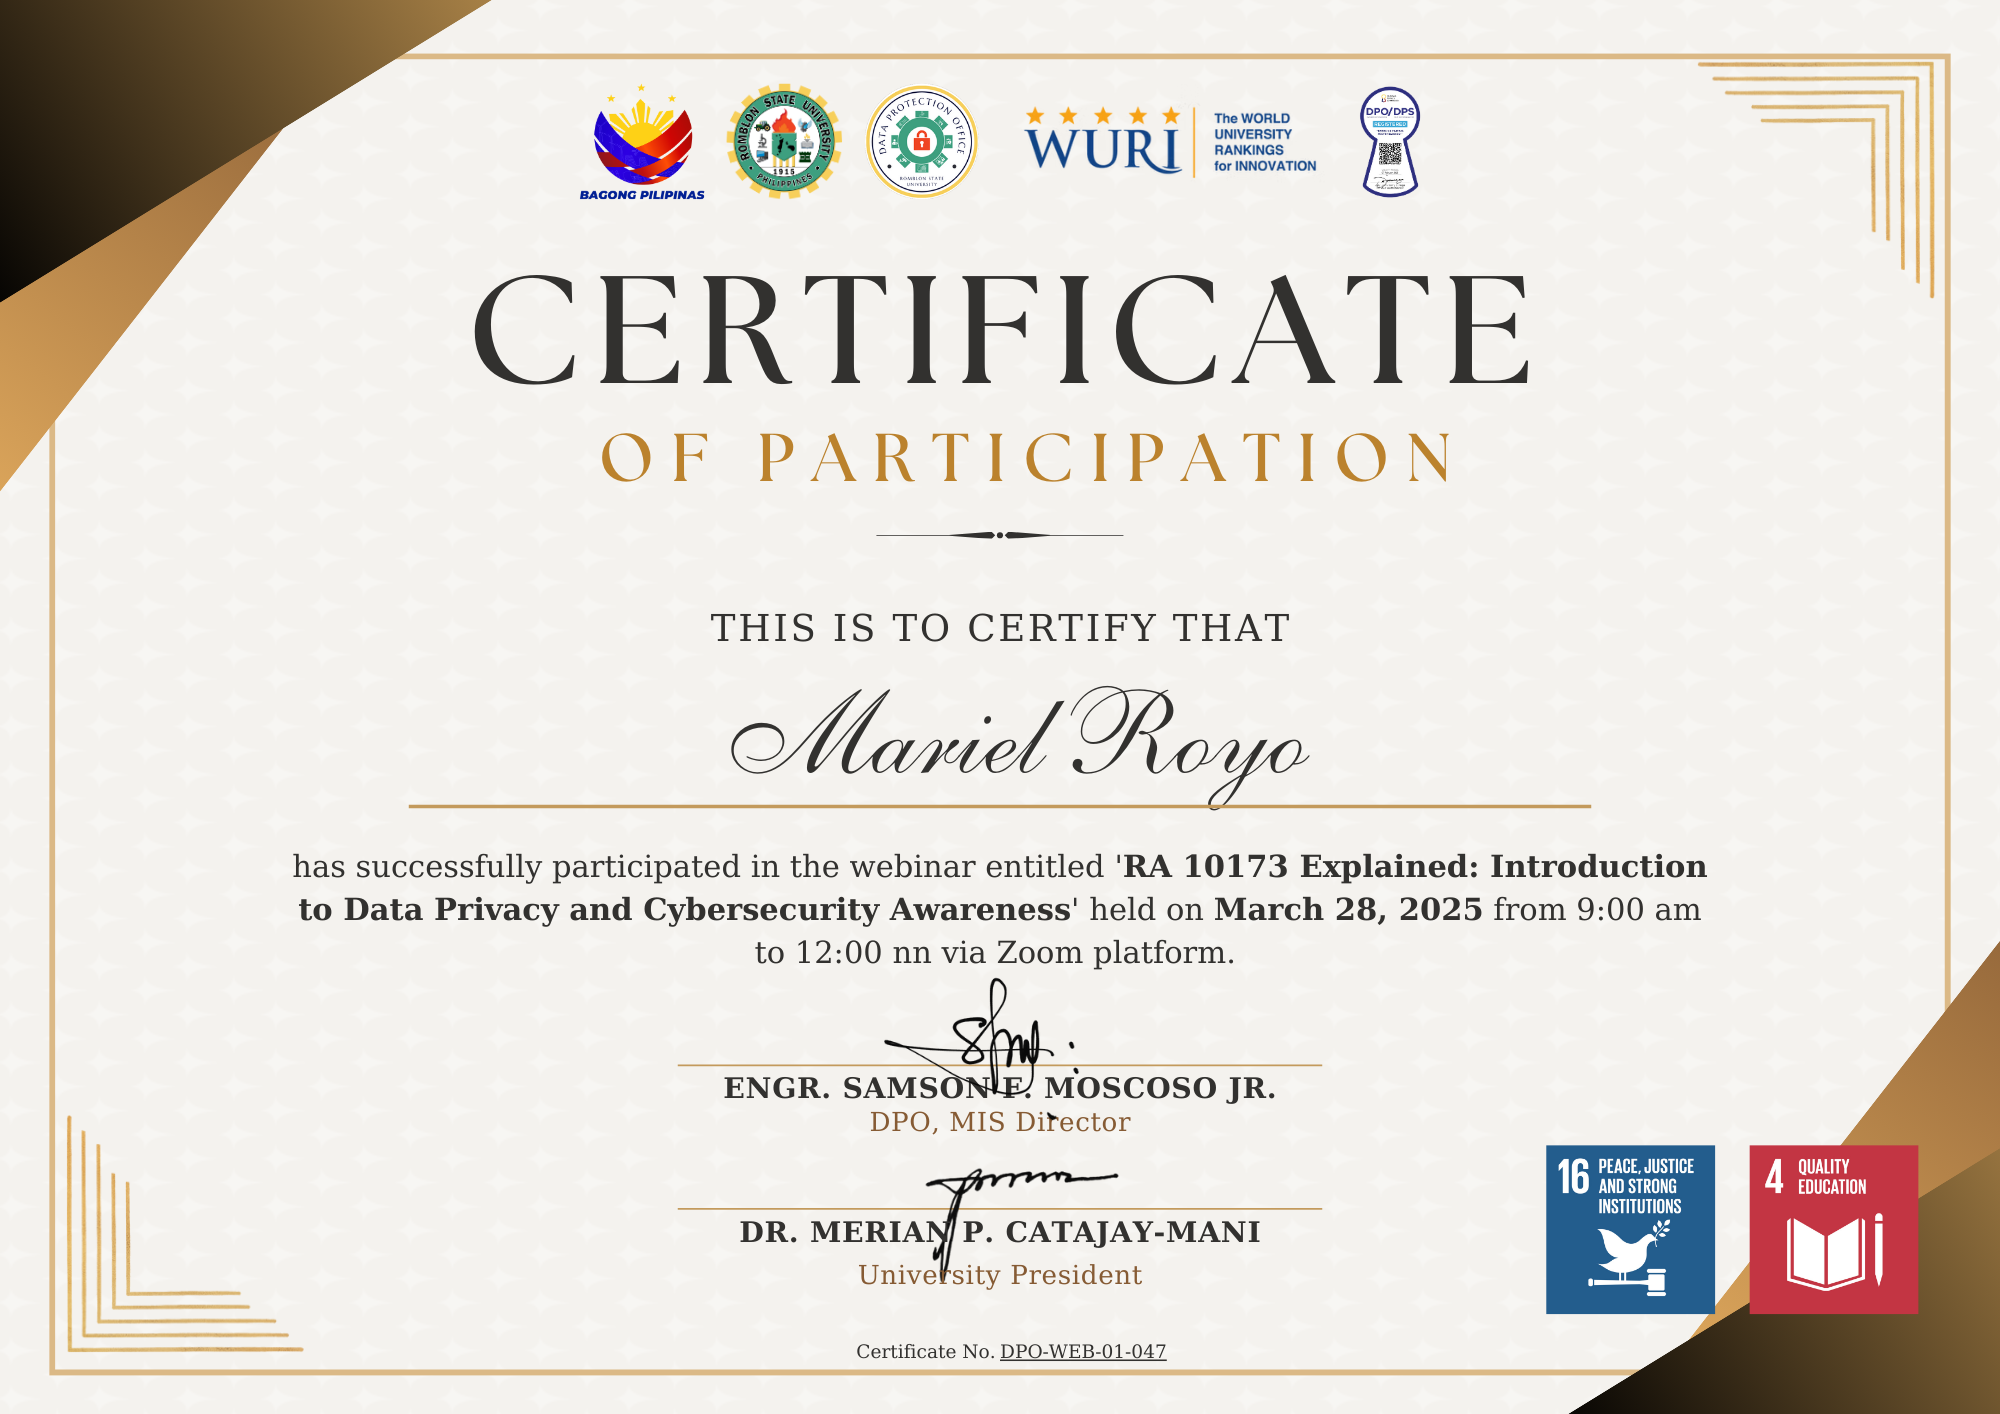 BAGONG PILIPINAS
ROMBLON STATE UNIVERSITY
1915
PHILIPPINES
DATA PROTECTION OFFICE
ROMBLON STATE
UNIVERSITY
WURI
The WORLD
UNIVERSITY
RANKINGS
for INNOVATION
DPO/DPS
REGISTERED
CERTIFICATE
OF PARTICIPATION
THIS IS TO CERTIFY THAT
Mariel Royo
has successfully participated in the webinar entitled 'RA 10173 Explained: Introduction
to Data Privacy and Cybersecurity Awareness' held on March 28, 2025 from 9:00 am
to 12:00 nn via Zoom platform.
ENGR. SAMSON F. MOSCOSO JR.
DPO, MIS Director
DR. MERIAN P. CATAJAY-MANI
University President
16 PEACE, JUSTICE
AND STRONG
INSTITUTIONS
4 QUALITY
EDUCATION
Certificate No. DPO-WEB-01-047